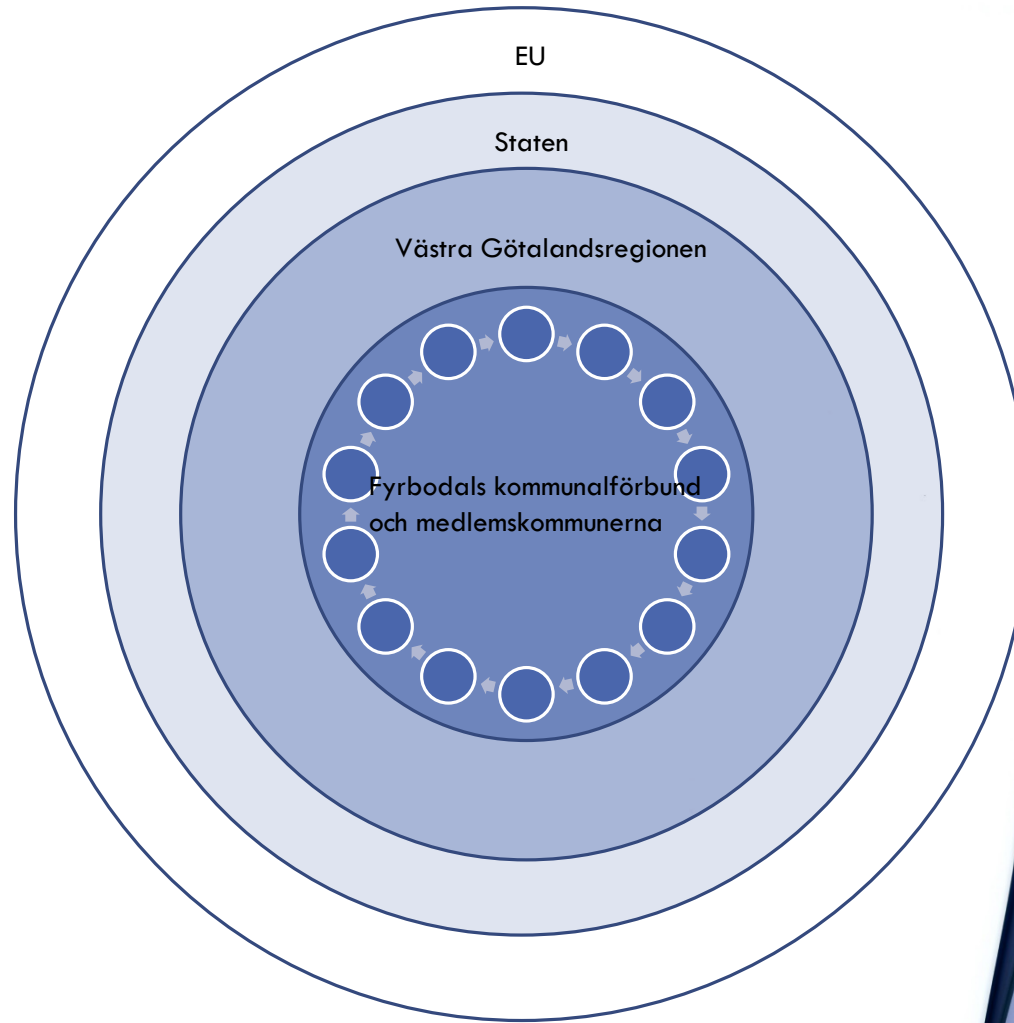 EU
Staten
Västra Götalandsregionen
Fyrbodals kommunalförbund
och medlemskommunerna